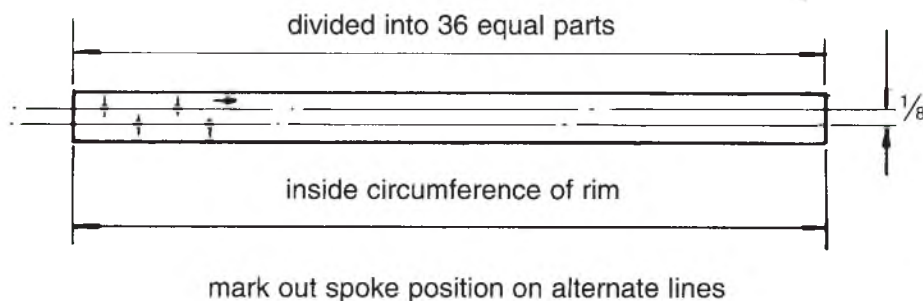 divided into 36 equal parts
⅛
inside circumference of rim
mark out spoke position on alternate lines